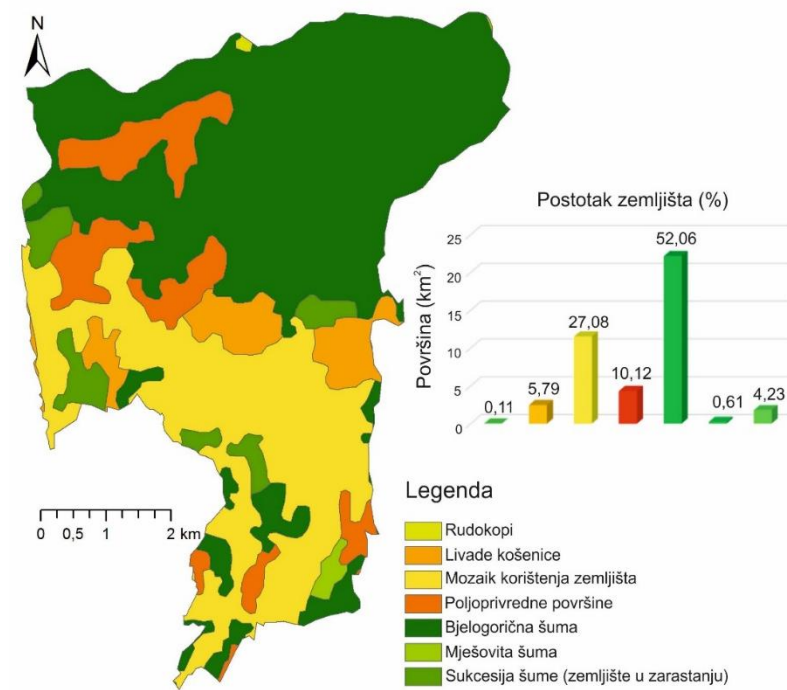 N
Postotak zemljišta (%)
Površina (km²)
25
20
15
10
5
0
0,11
5,79
27,08
10,12
52,06
0,61
4,23
0 0,5 1 2 km
Legenda
Rudokopi
Livade košenice
Mozaik korištenja zemljišta
Poljoprivredne površine
Bjelogorična šuma
Mješovita šuma
Sukcesija šume (zemljište u zarastanju)